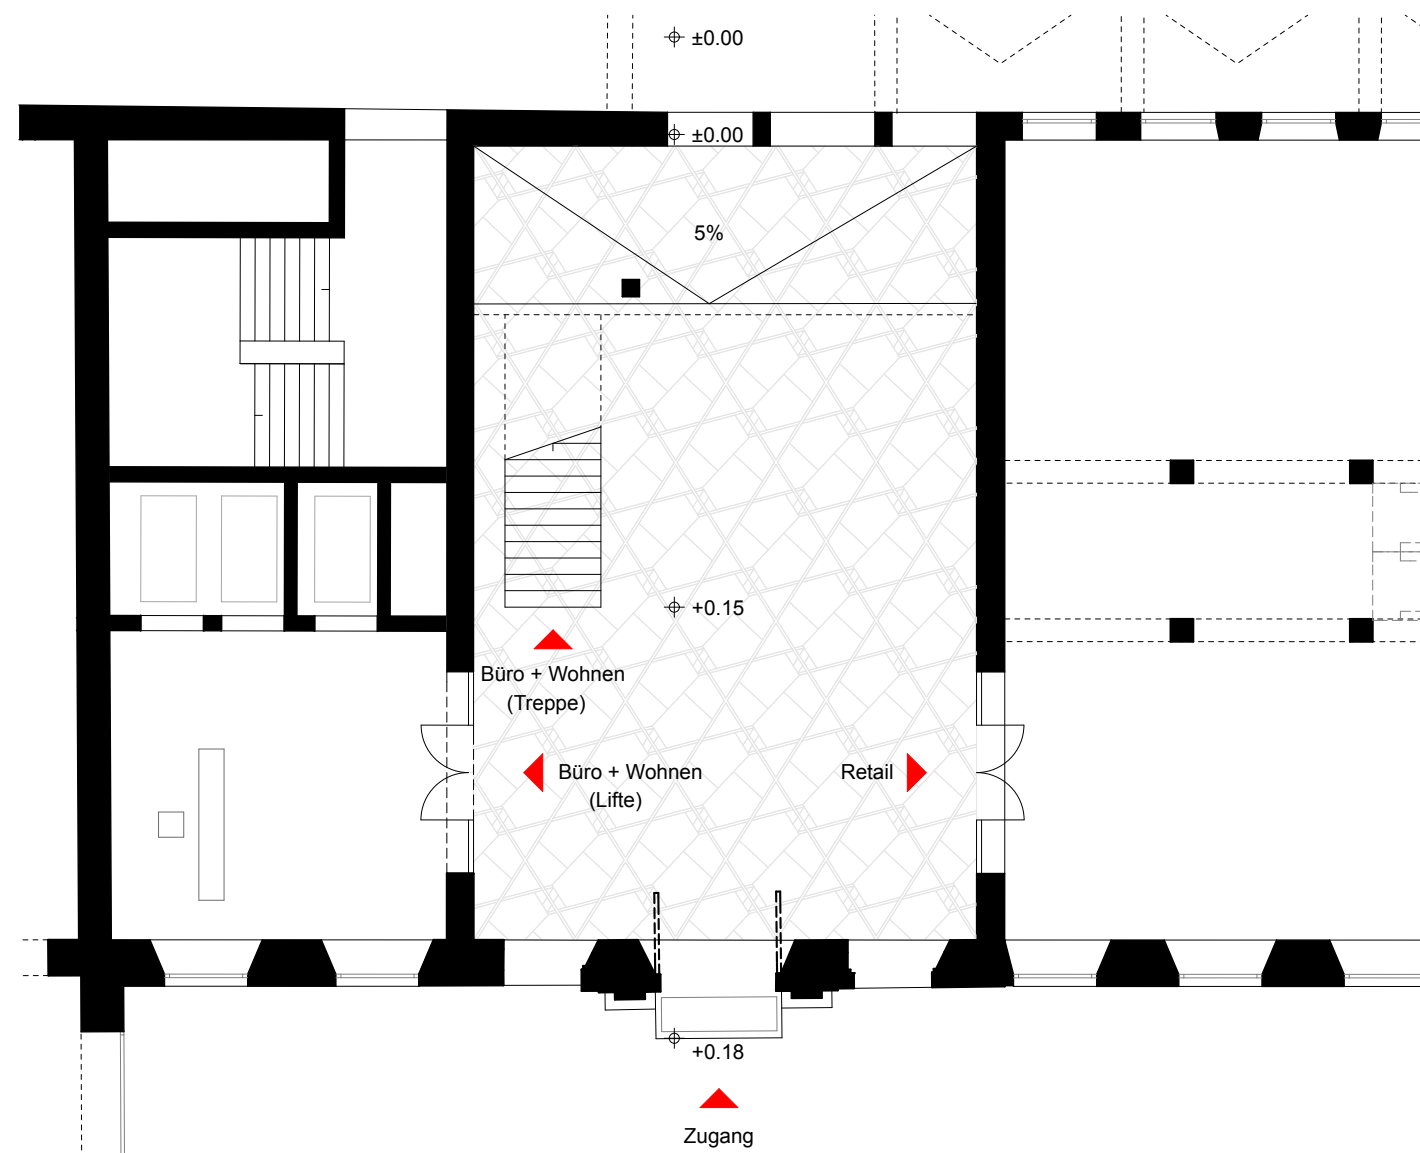 ±0.00
±0.00
5%
+0.15
Büro + Wohnen
(Treppe)
Büro + Wohnen
(Lifte)
Retail
+0.18
Zugang